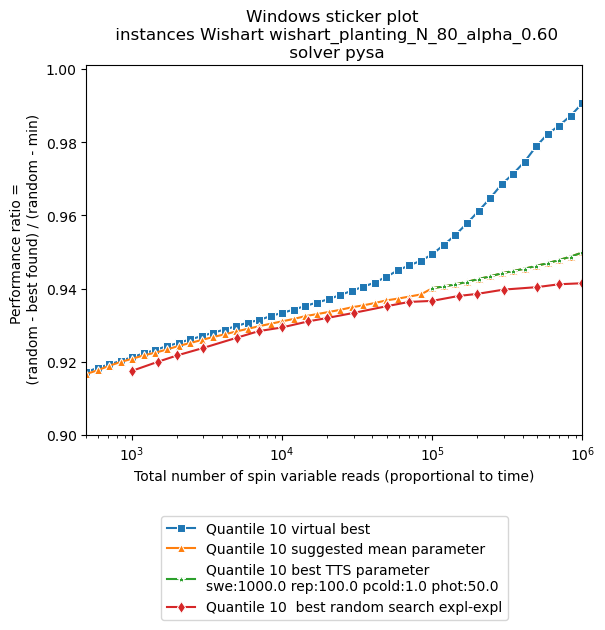 Windows sticker plot
instances Wishart wishart_planting_N_80_alpha_0.60
solver pysa
Performance ratio =
(random - best found) / (random - min)
1.00
0.98
0.96
0.94
0.92
0.90
10³
10⁴
10⁵
10⁶
Total number of spin variable reads (proportional to time)
Quantile 10 virtual best
Quantile 10 suggested mean parameter
Quantile 10 best TTS parameter
swe:1000.0 rep:100.0 pcold:1.0 phot:50.0
Quantile 10  best random search expl-expl